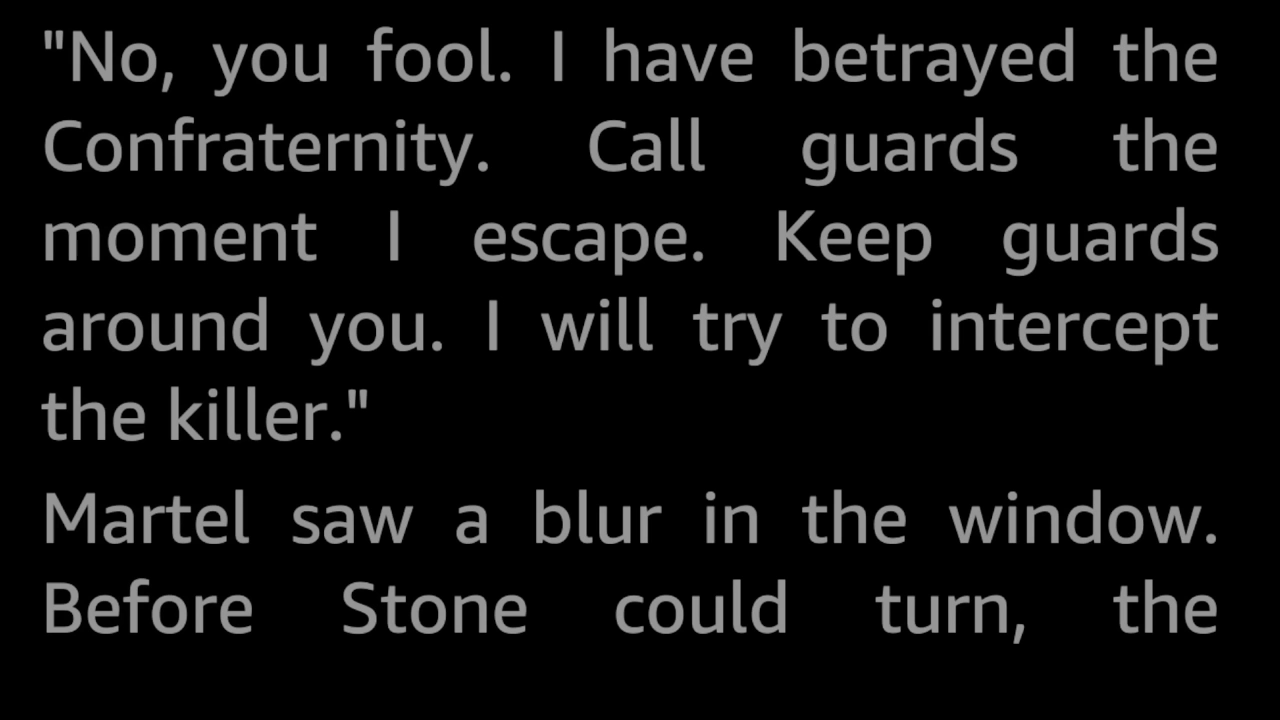 "No, you fool. I have betrayed the
Confraternity. Call guards the
moment I escape. Keep guards
around you. I will try to intercept
the killer."
Martel saw a blur in the window.
Before Stone could turn, the